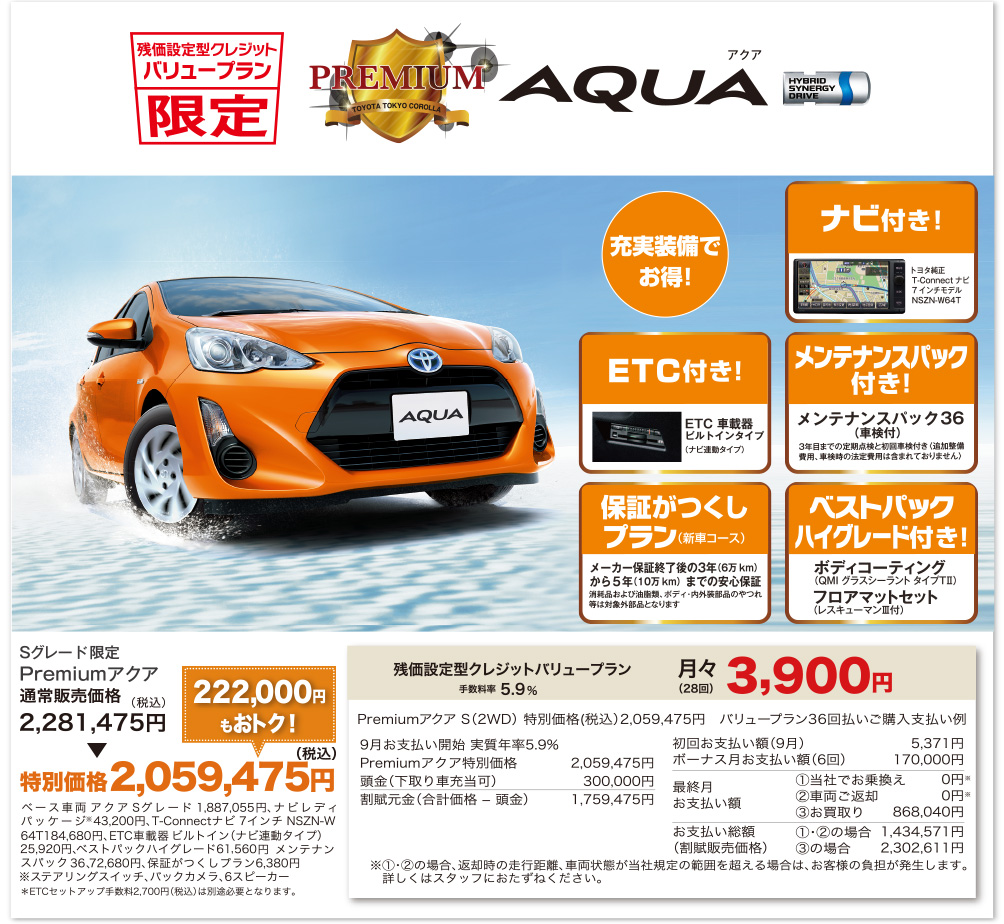 残価設定型クレジット
バリュープラン
限定
PREMIUM
TOYOTA TOKYO COROLLA
アクア
AQUA
HYBRID
SYNERGY
DRIVE
充実装備で
お得!
ナビ付き!
トヨタ純正
T-Connectナビ
7インチモデル
NSZN-W64T
ETC付き!
ETC 車載器
ビルトインタイプ
(ナビ連動タイプ)
メンテナンスパック
付き!
メンテナンスパック36
(車検付)
3年目までの定期点検と初回車検付き(追加整備
費用、車検時の法定費用は含まれておりません)
AQUA
保証がつくし
プラン(新車コース)
メーカー保証終了後の3年(6万km)
から5年(10万km) までの安心保証
消耗品および油脂類、ボディ・内外装部品のやつれ
等は対象外部品となります
ベストパック
ハイグレード付き!
ボディコーティング
(QMI グラスシーラント タイプTⅡ)
フロアマットセット
(レスキューマンⅢ付)
Sグレード限定
Premiumアクア
通常販売価格 (税込)
2,281,475円
▼
222,000円
もおトク!
(税込)
特別価格2,059,475円
ベース車両 アクア Sグレード 1,887,055円、ナビレディ
パッケージ※43,200円、T-Connectナビ 7インチ NSZN-W
64T184,680円、ETC車載器 ビルトイン(ナビ連動タイプ)
25,920円、ベストパックハイグレード61,560円 メンテナン
スパック36,72,680円、保証がつくしプラン6,380円
※ステアリングスイッチ、バックカメラ、6スピーカー
＊ETCセットアップ手数料2,700円(税込)は別途必要となります。
残価設定型クレジットバリュープラン
手数料率 5.9%
月々
(28回)
3,900円
Premiumアクア S(2WD) 特別価格(税込)2,059,475円 バリュープラン36回払いご購入支払い例
9月お支払い開始 実質年率5.9%
Premiumアクア特別価格 2,059,475円
頭金(下取り車充当可) 300,000円
割賦元金(合計価格 − 頭金) 1,759,475円
初回お支払い額(9月) 5,371円
ボーナス月お支払い額(6回) 170,000円
最終月
お支払い額
①当社でお乗換え 0円※
②車両ご返却 0円※
③お買取り 868,040円
お支払い総額
(割賦販売価格)
①・②の場合 1,434,571円
③の場合 2,302,611円
※①・②の場合、返却時の走行距離、車両状態が当社規定の範囲を超える場合は、お客様の負担が発生します。
詳しくはスタッフにおたずねください。